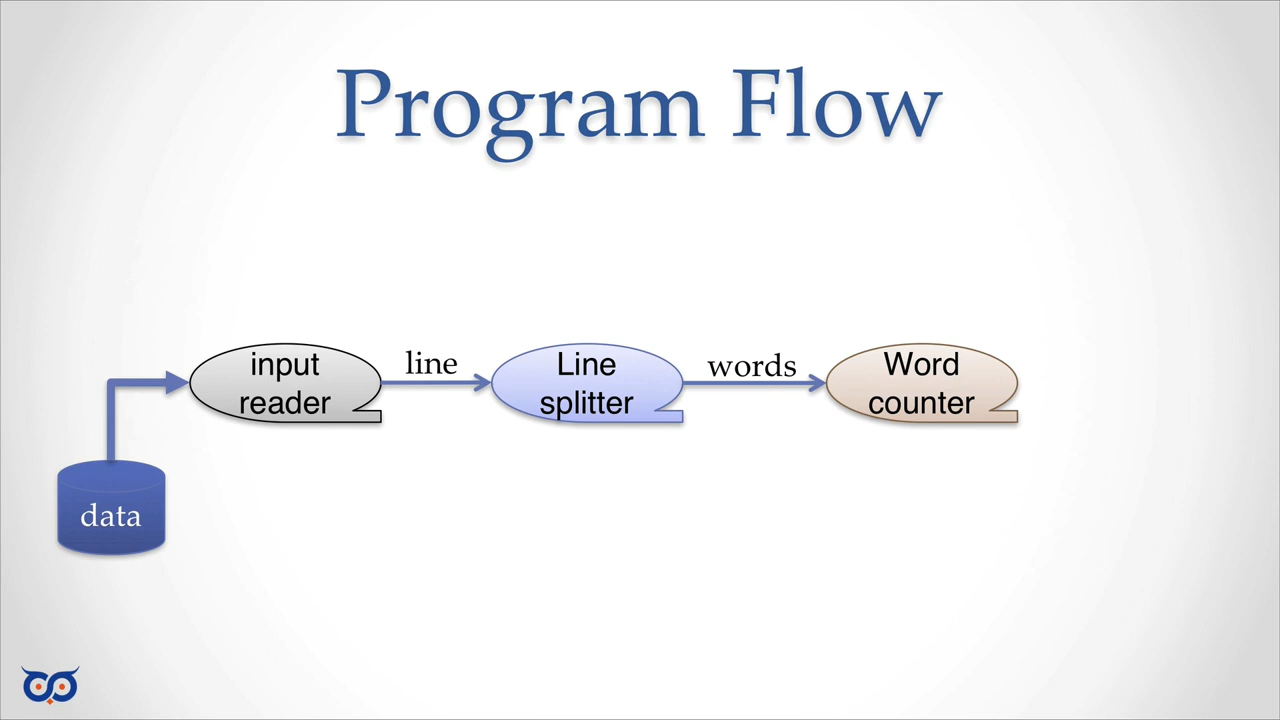 Program Flow
input
reader
line
Line
splitter
words
Word
counter
data